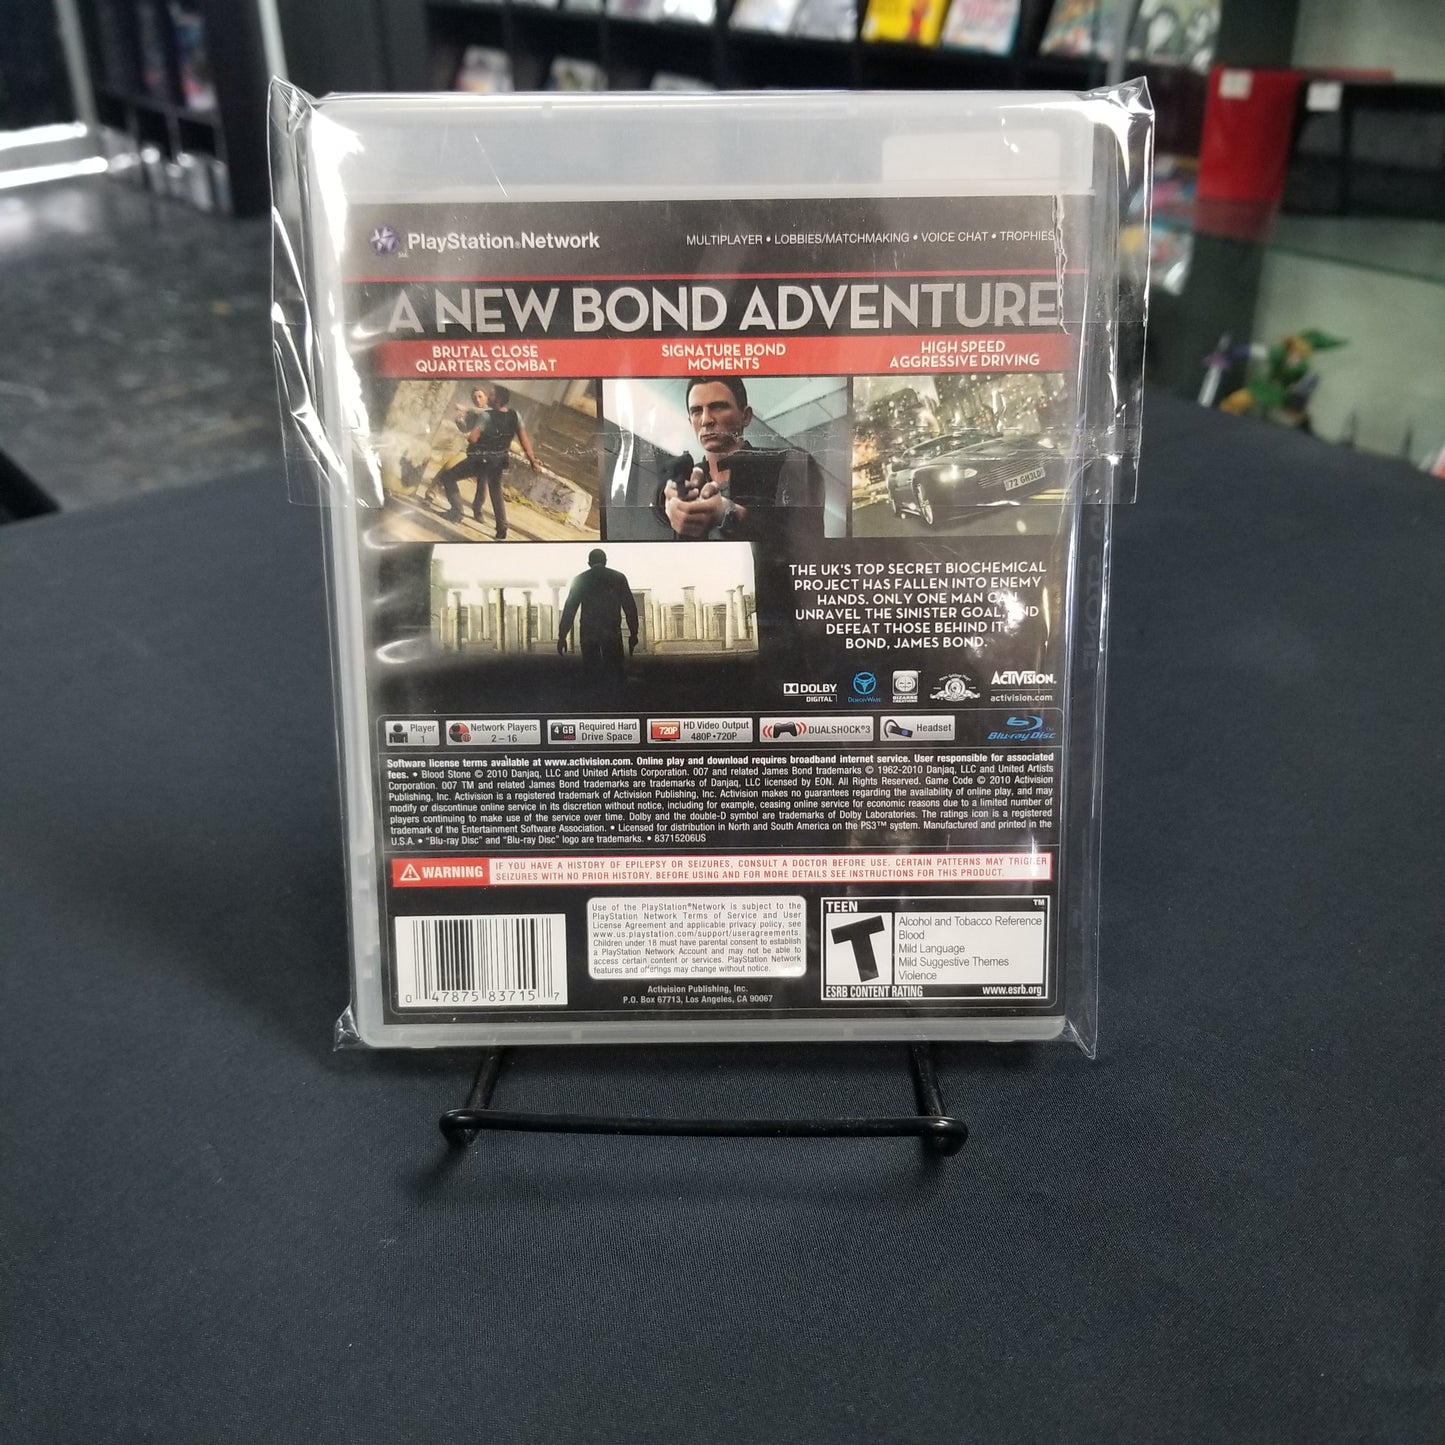 PlayStation®Network
SM
MULTIPLAYER • LOBBIES/MATCHMAKING • VOICE CHAT • TROPHIES
A NEW BOND ADVENTURE
BRUTAL CLOSE
QUARTERS COMBAT
SIGNATURE BOND
MOMENTS
HIGH SPEED
AGGRESSIVE DRIVING
THE UK'S TOP SECRET BIOCHEMICAL
PROJECT HAS FALLEN INTO ENEMY
HANDS. ONLY ONE MAN CAN
UNRAVEL THE SINISTER GOAL, AND
DEFEAT THOSE BEHIND IT.
BOND, JAMES BOND.
DOLBY
DIGITAL
DEMONWARE
BIZARRE
CREATIONS
ACTIVISION.
activision.com
Player
1
Network Players
2 – 16
4 GB
Required Hard
Drive Space
720P
HD Video Output
480P•720P
DUALSHOCK®3
Headset
Blu-ray Disc
Software license terms available at www.activision.com. Online play and download requires broadband internet service. User responsible for associated
fees. • Blood Stone © 2010 Danjaq, LLC and United Artists Corporation. 007 and related James Bond trademarks © 1962-2010 Danjaq, LLC and United Artists
Corporation. 007 TM and related James Bond trademarks are trademarks of Danjaq, LLC licensed by EON. All Rights Reserved. Game Code © 2010 Activision
Publishing, Inc. Activision is a registered trademark of Activision Publishing, Inc. Activision makes no guarantees regarding the availability of online play, and may
modify or discontinue online service in its discretion without notice, including for example, ceasing online service for economic reasons due to a limited number of
players continuing to make use of the service over time. Dolby and the double-D symbol are trademarks of Dolby Laboratories. The ratings icon is a registered
trademark of the Entertainment Software Association. • Licensed for distribution in North and South America on the PS3™ system. Manufactured and printed in the
U.S.A. • “Blu-ray Disc” and “Blu-ray Disc” logo are trademarks. • 83715206US
WARNING
IF YOU HAVE A HISTORY OF EPILEPSY OR SEIZURES, CONSULT A DOCTOR BEFORE USE. CERTAIN PATTERNS MAY TRIGGER
SEIZURES WITH NO PRIOR HISTORY. BEFORE USING AND FOR MORE DETAILS SEE INSTRUCTIONS FOR THIS PRODUCT.
0 47875 83715 7
Use of the PlayStation®Network is subject to the
PlayStation Network Terms of Service and User
License Agreement and applicable privacy policy, see
www.us.playstation.com/support/useragreements.
Children under 18 must have parental consent to establish
a PlayStation Network Account and may not be able to
access certain content or services. PlayStation Network
features and offerings may change without notice.
Activision Publishing, Inc.
P.O. Box 67713, Los Angeles, CA 90067
TEEN
TM
T
Alcohol and Tobacco Reference
Blood
Mild Language
Mild Suggestive Themes
Violence
ESRB CONTENT RATING
www.esrb.org